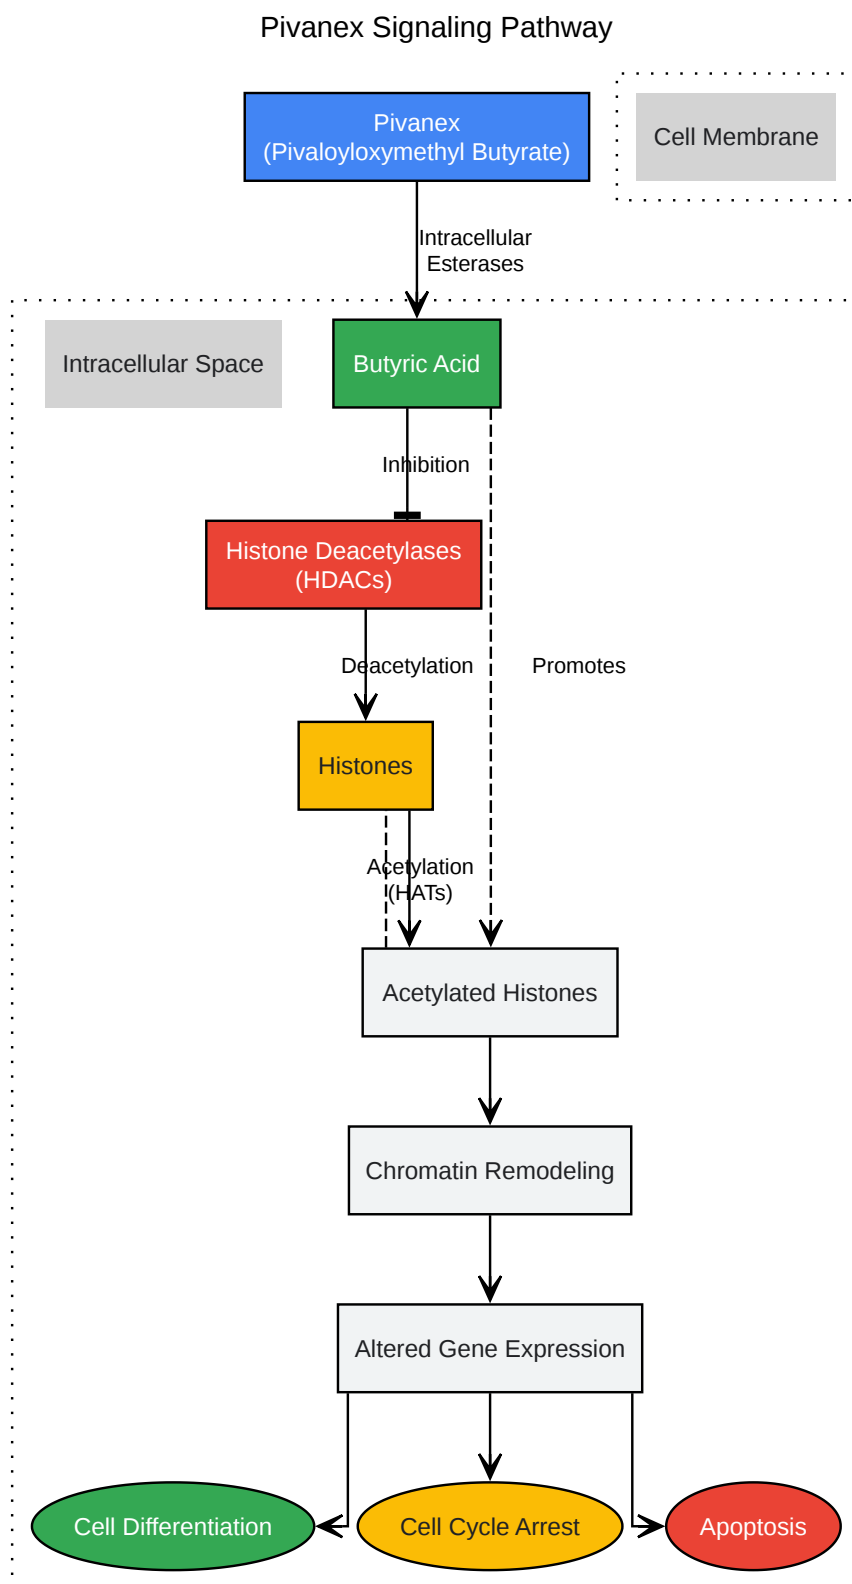 Pivanex Signaling Pathway
Pivanex
(Pivaloyloxymethyl Butyrate)
Cell Membrane
Intracellular
Esterases
Intracellular Space
Butyric Acid
Inhibition
Histone Deacetylases
(HDACs)
Deacetylation
Promotes
Histones
Acetylation
(HATs)
Acetylated Histones
Chromatin Remodeling
Altered Gene Expression
Cell Differentiation
Cell Cycle Arrest
Apoptosis